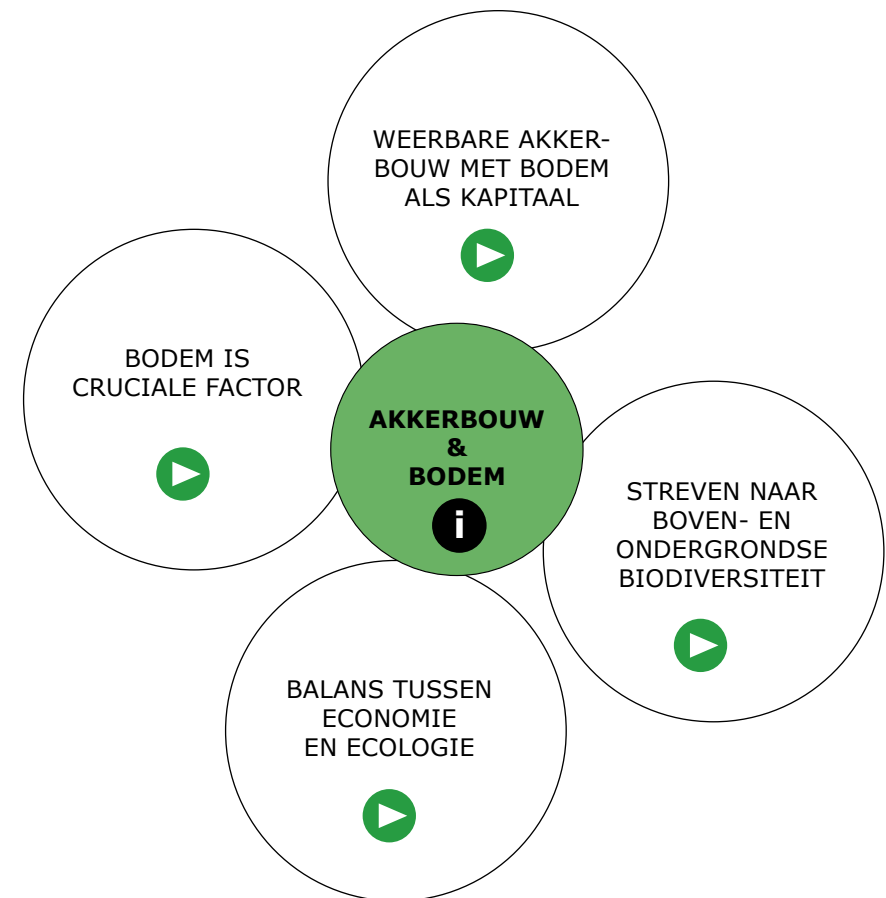 WEERBARE AKKER-
BOUW MET BODEM
ALS KAPITAAL
BODEM IS
CRUCIALE FACTOR
AKKERBOUW
&
BODEM
i
STREVEN NAAR
BOVEN- EN
ONDERGRONDSE
BIODIVERSITEIT
BALANS TUSSEN
ECONOMIE
EN ECOLOGIE